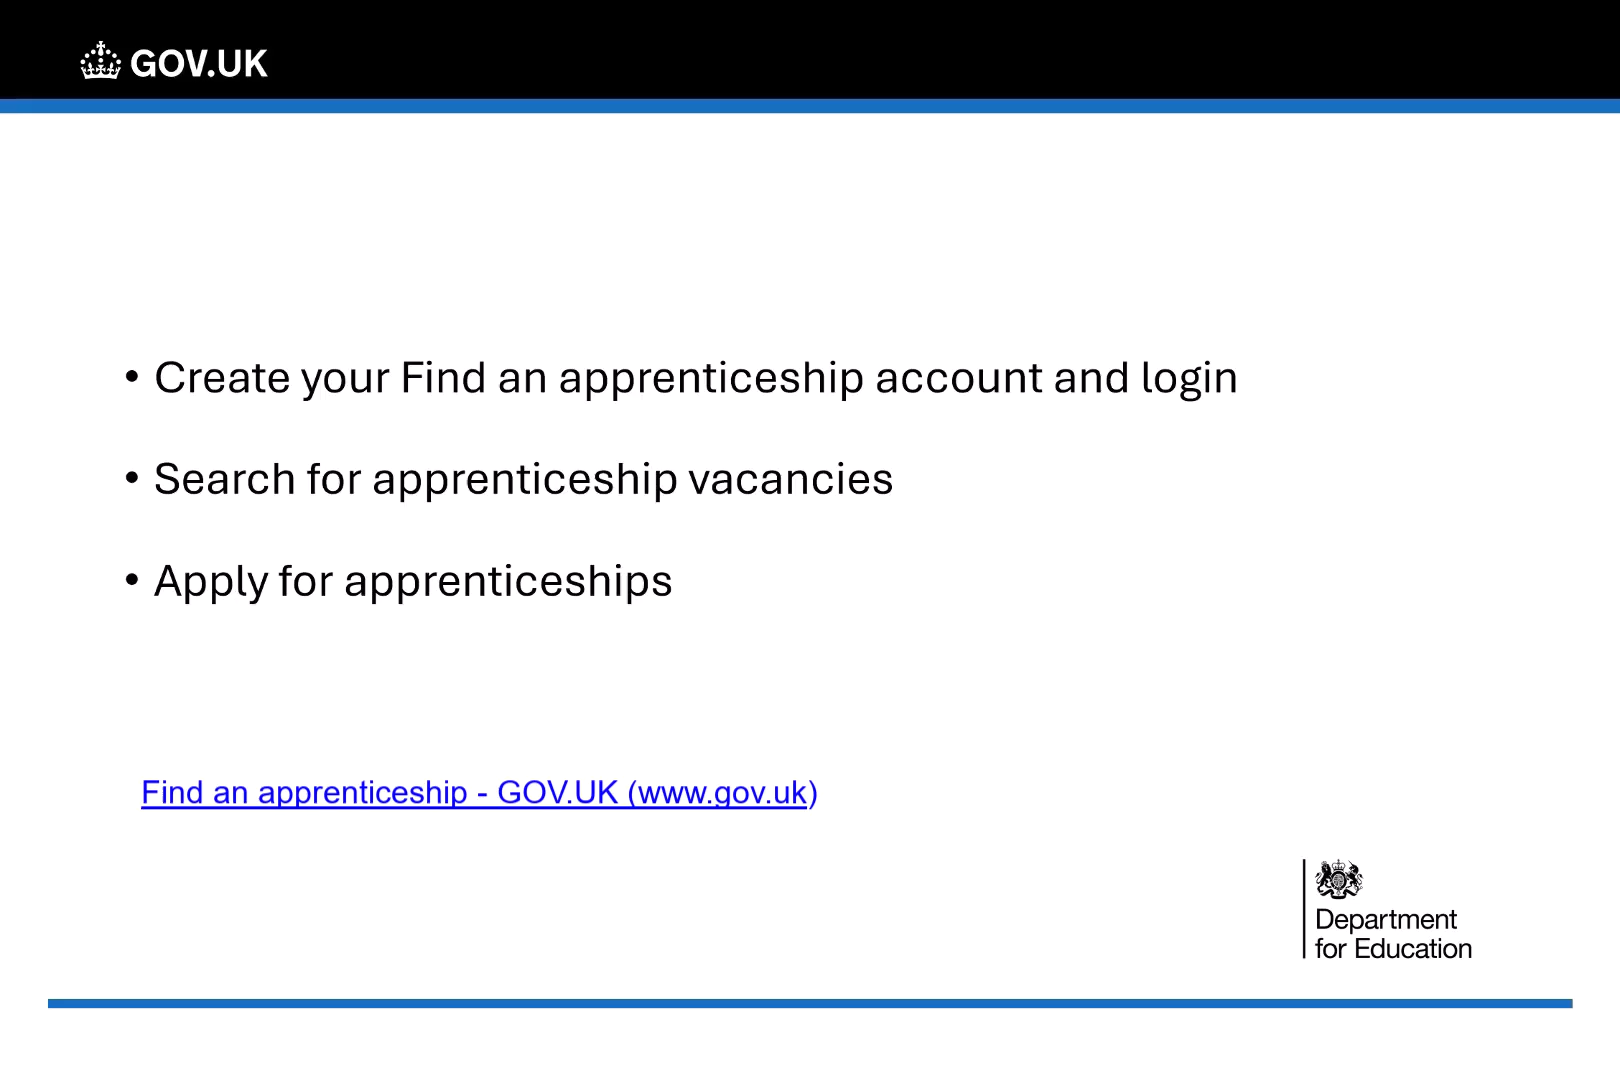 GOV.UK
• Create your Find an apprenticeship account and login
• Search for apprenticeship vacancies
• Apply for apprenticeships
Find an apprenticeship - GOV.UK (www.gov.uk)
Department
for Education